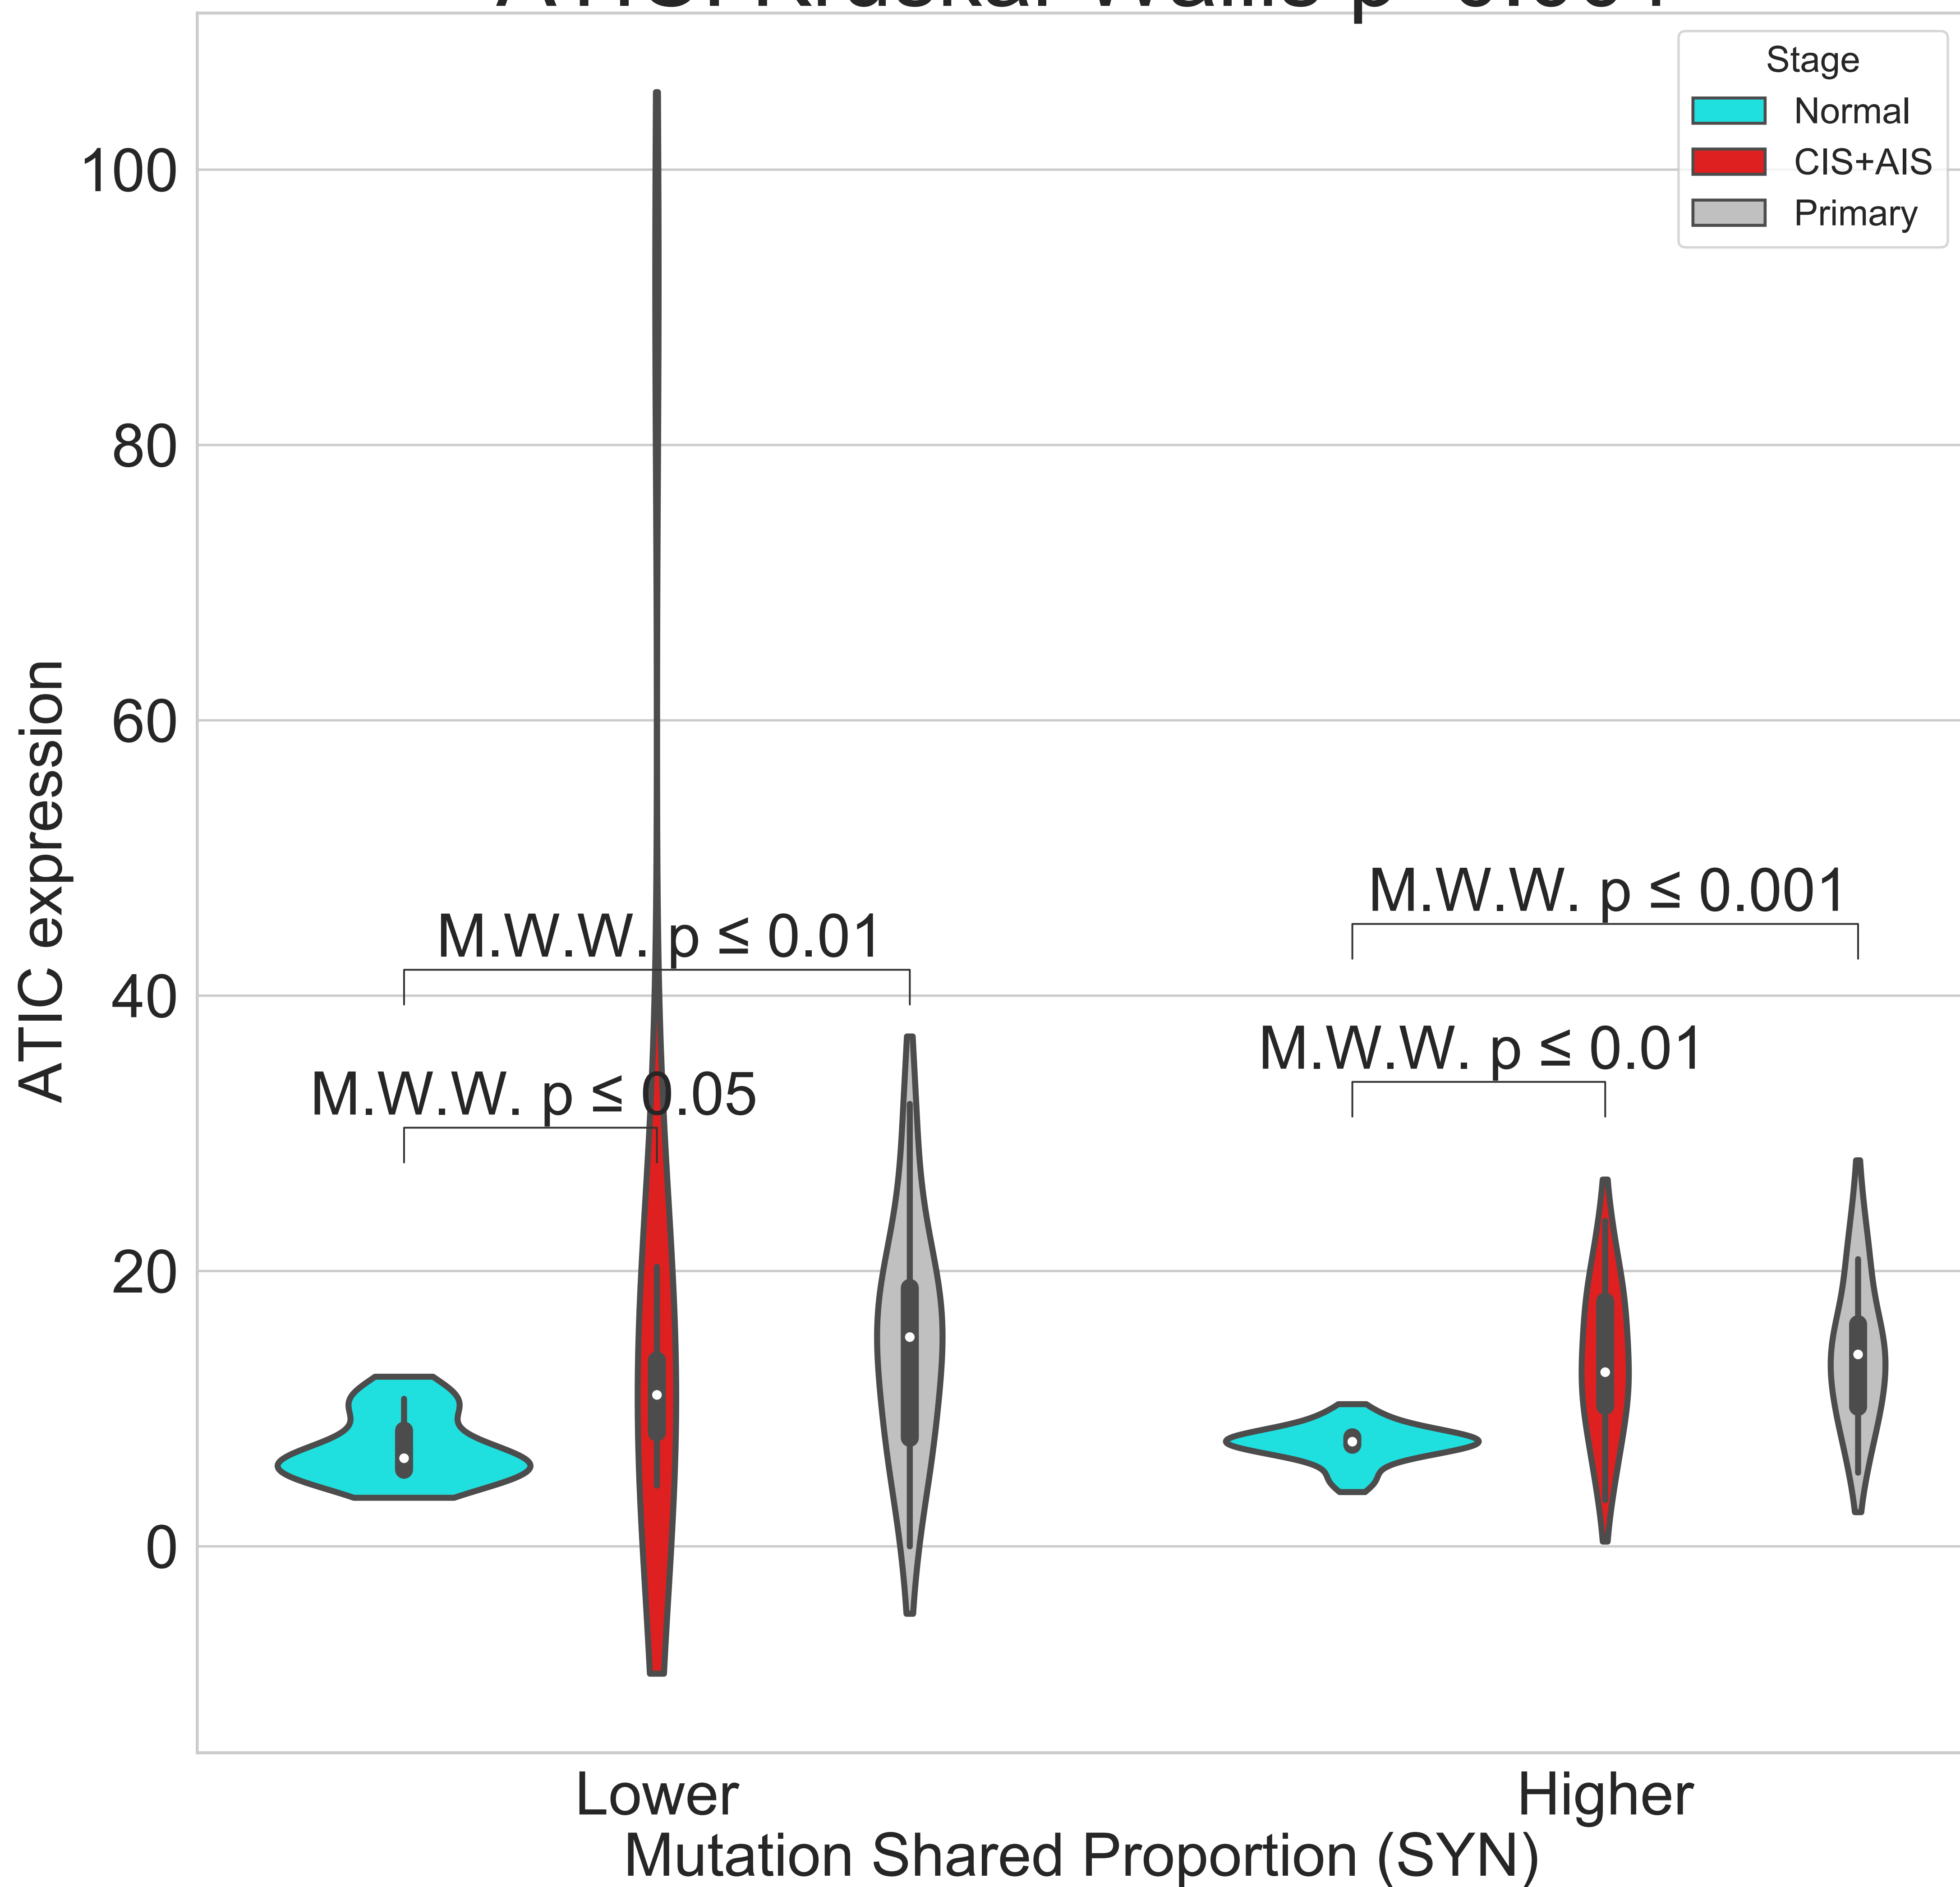 Stage
Normal
CIS+AIS
Primary
100
80
60
40
20
0
ATIC expression
M.W.W. p ≤ 0.01
M.W.W. p ≤ 0.05
M.W.W. p ≤ 0.001
M.W.W. p ≤ 0.01
Lower
Higher
Mutation Shared Proportion (SYN)